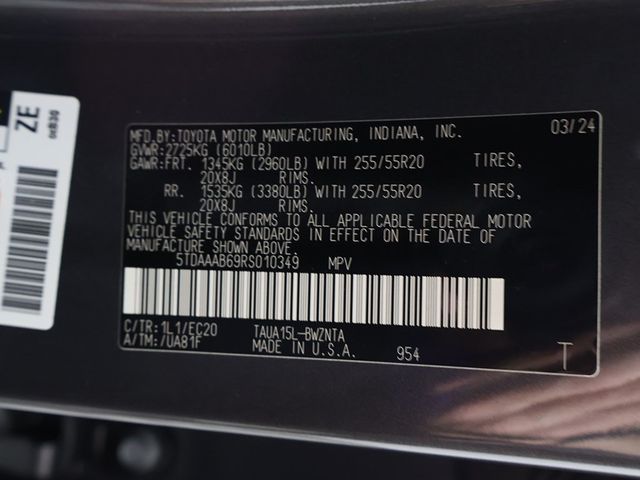 ZE
MFD.BY:TOYOTA MOTOR MANUFACTURING, INDIANA, INC. 03/24
GVWR:2725KG (6010LB)
GAWR:FRT. 1345KG (2960LB) WITH 255/55R20 TIRES,
20X8J RIMS.
RR. 1535KG (3380LB) WITH 255/55R20 TIRES,
20X8J RIMS.
THIS VEHICLE CONFORMS TO ALL APPLICABLE FEDERAL MOTOR
VEHICLE SAFETY STANDARDS IN EFFECT ON THE DATE OF
MANUFACTURE SHOWN ABOVE.
5TDAAAB69RS010349 MPV
C/TR:1L1/EC20 TAUA15L-BWZNTA
A/TM:/UA81F MADE IN U.S.A. 954 T